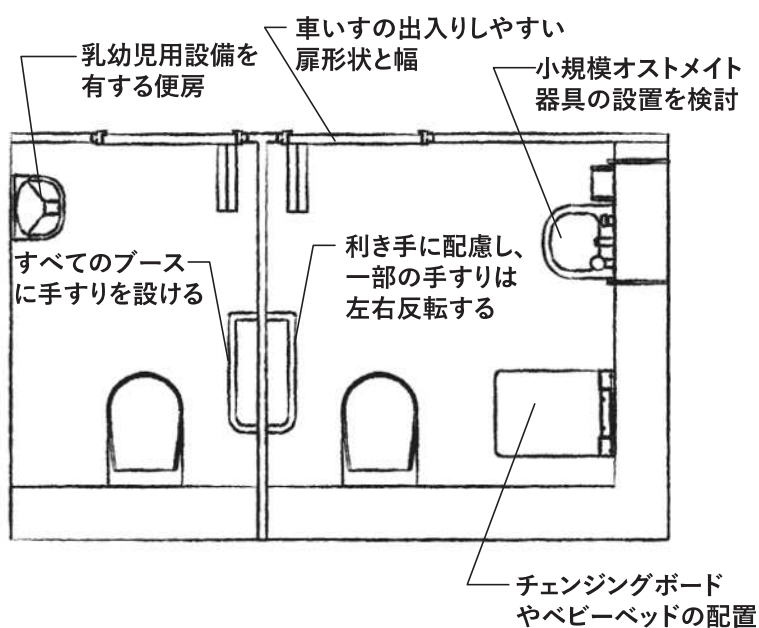 車いすの出入りしやすい
扉形状と幅
乳幼児用設備を
有する便房
小規模オストメイト
器具の設置を検討
すべてのブース
に手すりを設ける
利き手に配慮し、
一部の手すりは
左右反転する
チェンジングボード
やベビーベッドの配置